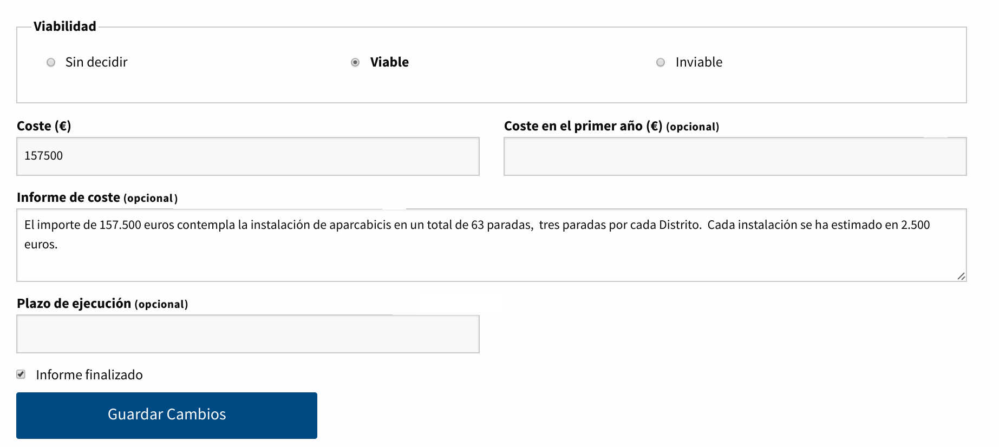 Viabilidad
Sin decidir Viable Inviable
Coste (€) Coste en el primer año (€) (opcional)
157500
Informe de coste (opcional)
El importe de 157.500 euros contempla la instalación de aparcabicis en un total de 63 paradas,  tres paradas por cada Distrito.  Cada instalación se ha estimado en 2.500
euros.
Plazo de ejecución (opcional)
Informe finalizado
Guardar Cambios